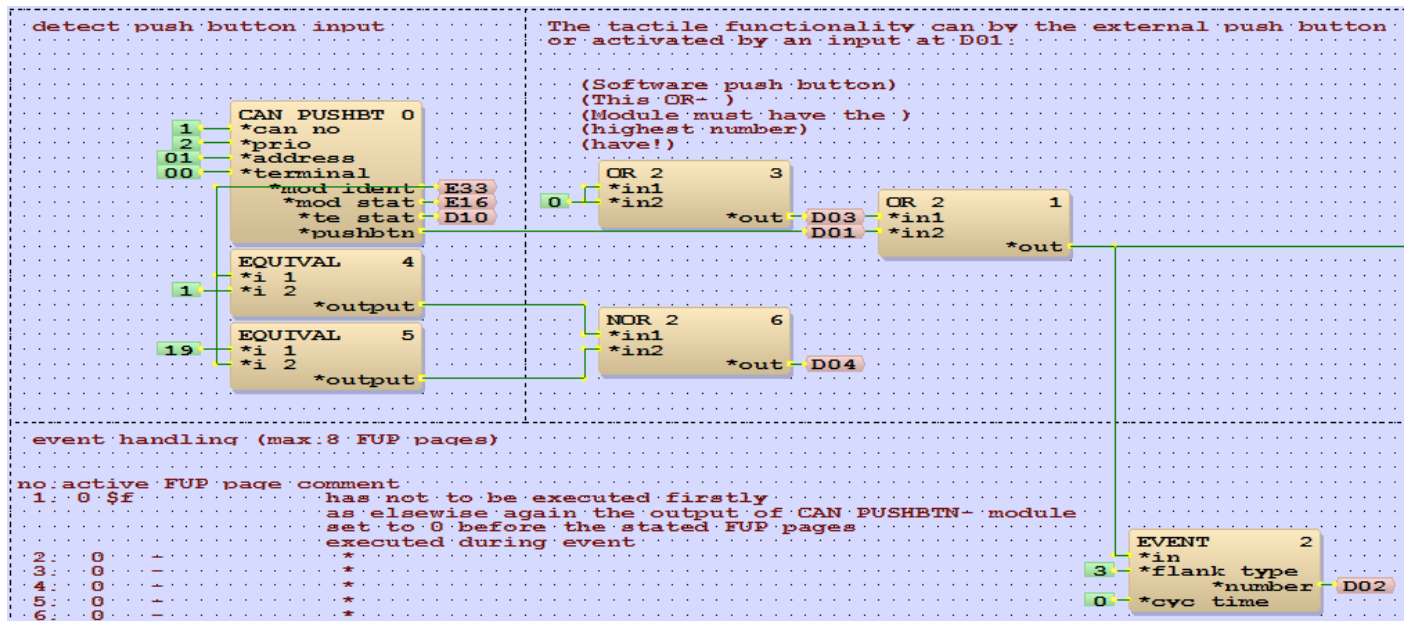 detect push button input
The tactile functionality can by the external push button
or activated by an input at D01.
(Software push button)
(This OR- )
(Module must have the )
(highest number)
(have!)
CAN PUSHBT 0
1 *can no
2 *prio
01 *address
00 *terminal
*mod ident E33
*mod stat E16
*te stat D10
*pushbtn
OR 2 3
*in1
0 *in2
*out D03
D01
OR 2 1
*in1
*in2
*out
EQUIVAL 4
*i 1
1 *i 2
*output
EQUIVAL 5
19 *i 1
*i 2
*output
NOR 2 6
*in1
*in2
*out D04
event handling (max.8 FUP pages)
no.active FUP page comment
1. 0 $f has not to be executed firstly
as elsewise again the output of CAN PUSHBTN- module
set to 0 before the stated FUP pages
executed during event
2. 0 - *
3. 0 - *
4. 0 - *
5. 0 - *
6. 0 - *
EVENT 2
*in
3 *flank type
*number D02
0 *cyc time